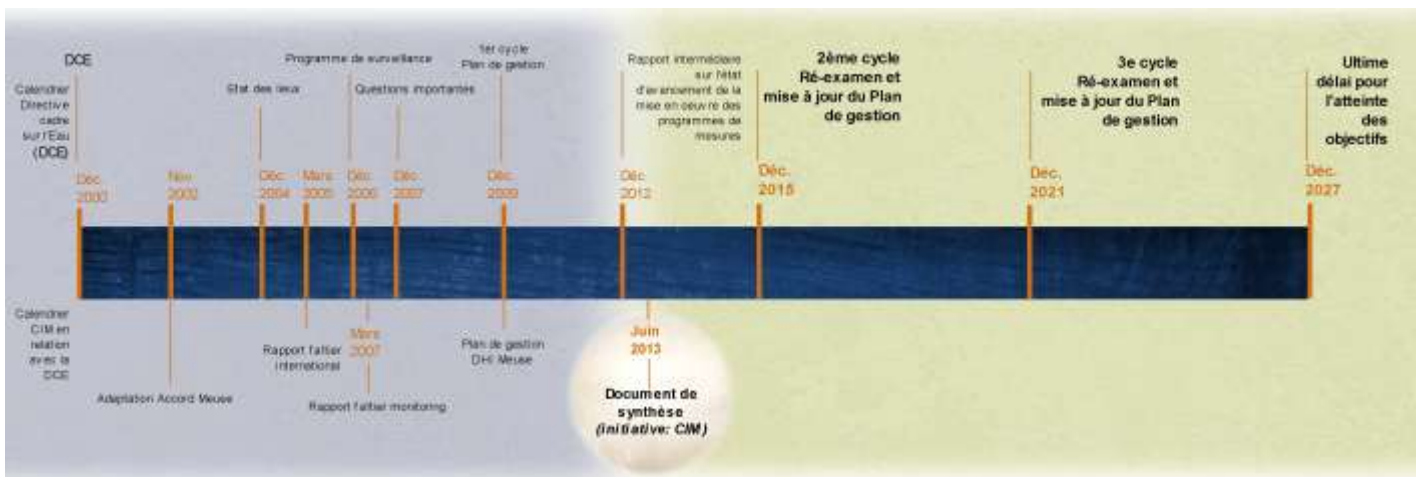 DCE
Calendrier
Directive
cadre
sur l'Eau
(DCE)
Etat des lieux
Programme de surveillance
Questions importantes
1er cycle
Plan de gestion
Rapport intermédiaire
sur l'état
d'avancement de la
mise en oeuvre des
programmes de
mesures
2ème cycle
Ré-examen et
mise à jour du Plan
de gestion
3e cycle
Ré-examen et
mise à jour du Plan
de gestion
Ultime
délai pour
l'atteinte
des
objectifs
Déc.
2000
Nov.
2002
Déc.
2004
Mars
2005
Déc.
2006
Déc.
2007
Déc.
2009
Déc.
2012
Déc.
2015
Déc.
2021
Déc.
2027
Calendrier
CIM en
relation
avec la
DCE
Adaptation Accord Meuse
Rapport faîtier
international
Mars
2007
Rapport faîtier monitoring
Plan de gestion
DHI Meuse
Juin
2013
Document de
synthèse
(initiative: CIM)